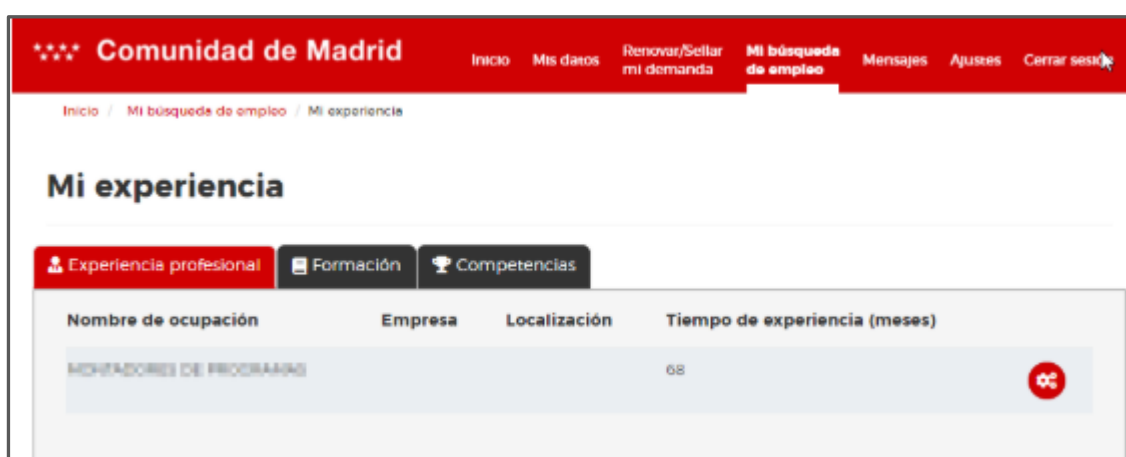 Comunidad de Madrid
Inicio Mis datos Renovar/Sellar mi demanda Mi búsqueda de empleo Mensajes Ajustes Cerrar
Inicio / Mi búsqueda de empleo / Mi experiencia
Mi experiencia
Experiencia profesional Formación Competencias
Nombre de ocupación Empresa Localización Tiempo de experiencia (meses)
68